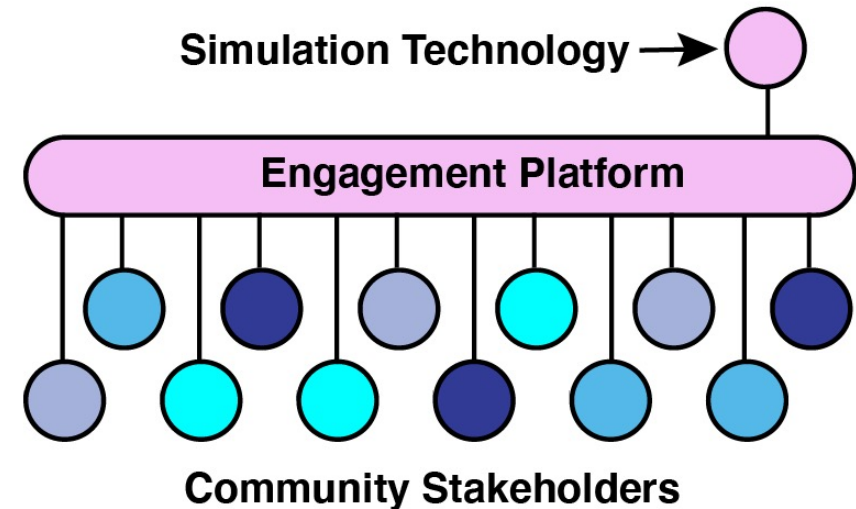 Simulation Technology
Engagement Platform
Community Stakeholders